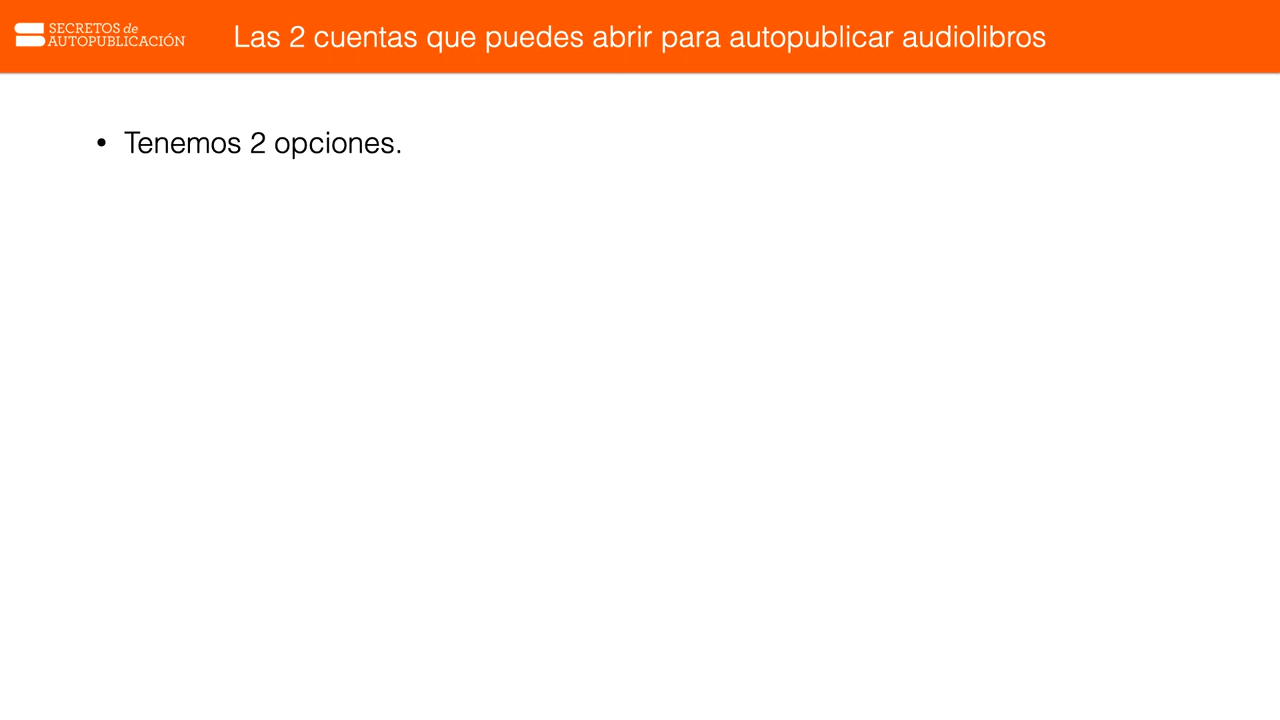 SECRETOS de
AUTOPUBLICACIÓN
Las 2 cuentas que puedes abrir para autopublicar audiolibros
• Tenemos 2 opciones.